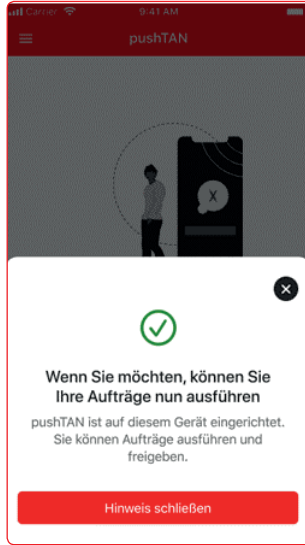 Carrier 9:41 AM
pushTAN
X
Wenn Sie möchten, können Sie
Ihre Aufträge nun ausführen
pushTAN ist auf diesem Gerät eingerichtet.
Sie können Aufträge ausführen und
freigeben.
Hinweis schließen